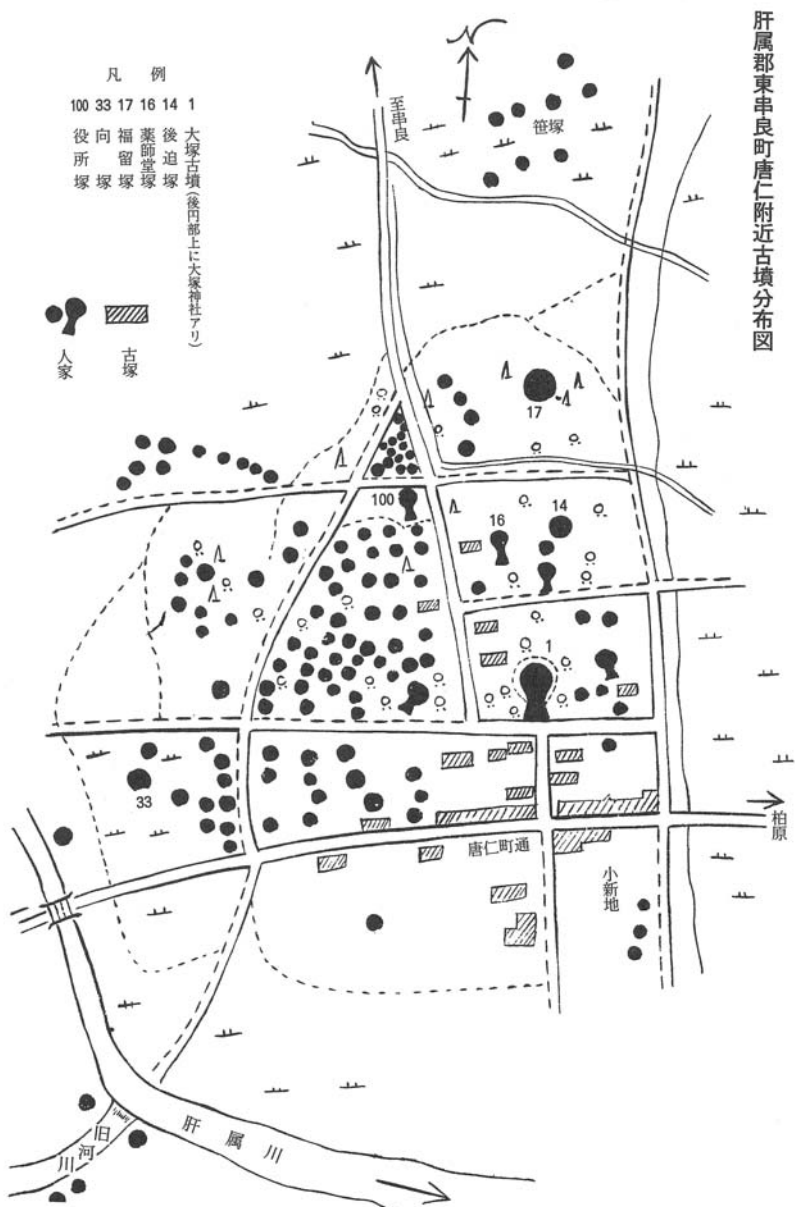 肝属郡東串良町唐仁附近古墳分布図
凡例
1 大塚古墳(後円部上に大塚神社アリ)
14 後迫塚
16 薬師堂塚
17 福留塚
33 向塚
100 役所塚
古塚
人家
N
至串良
笹塚
17
100
16
14
1
33
唐仁町通
小新地
柏原
肝属川
旧河川